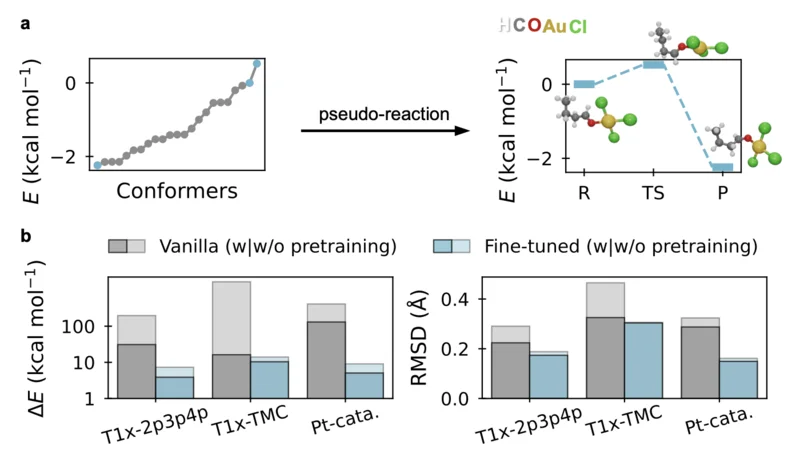 a
HCOAuCl
E (kcal mol⁻¹)
0
−2
Conformers
pseudo-reaction
E (kcal mol⁻¹)
0
−2
R TS P
b
Vanilla (w|w/o pretraining) Fine-tuned (w|w/o pretraining)
ΔE (kcal mol⁻¹)
100
10
1
T1x-2p3p4p T1x-TMC Pt-cata.
RMSD (Å)
0.4
0.2
0.0
T1x-2p3p4p T1x-TMC Pt-cata.